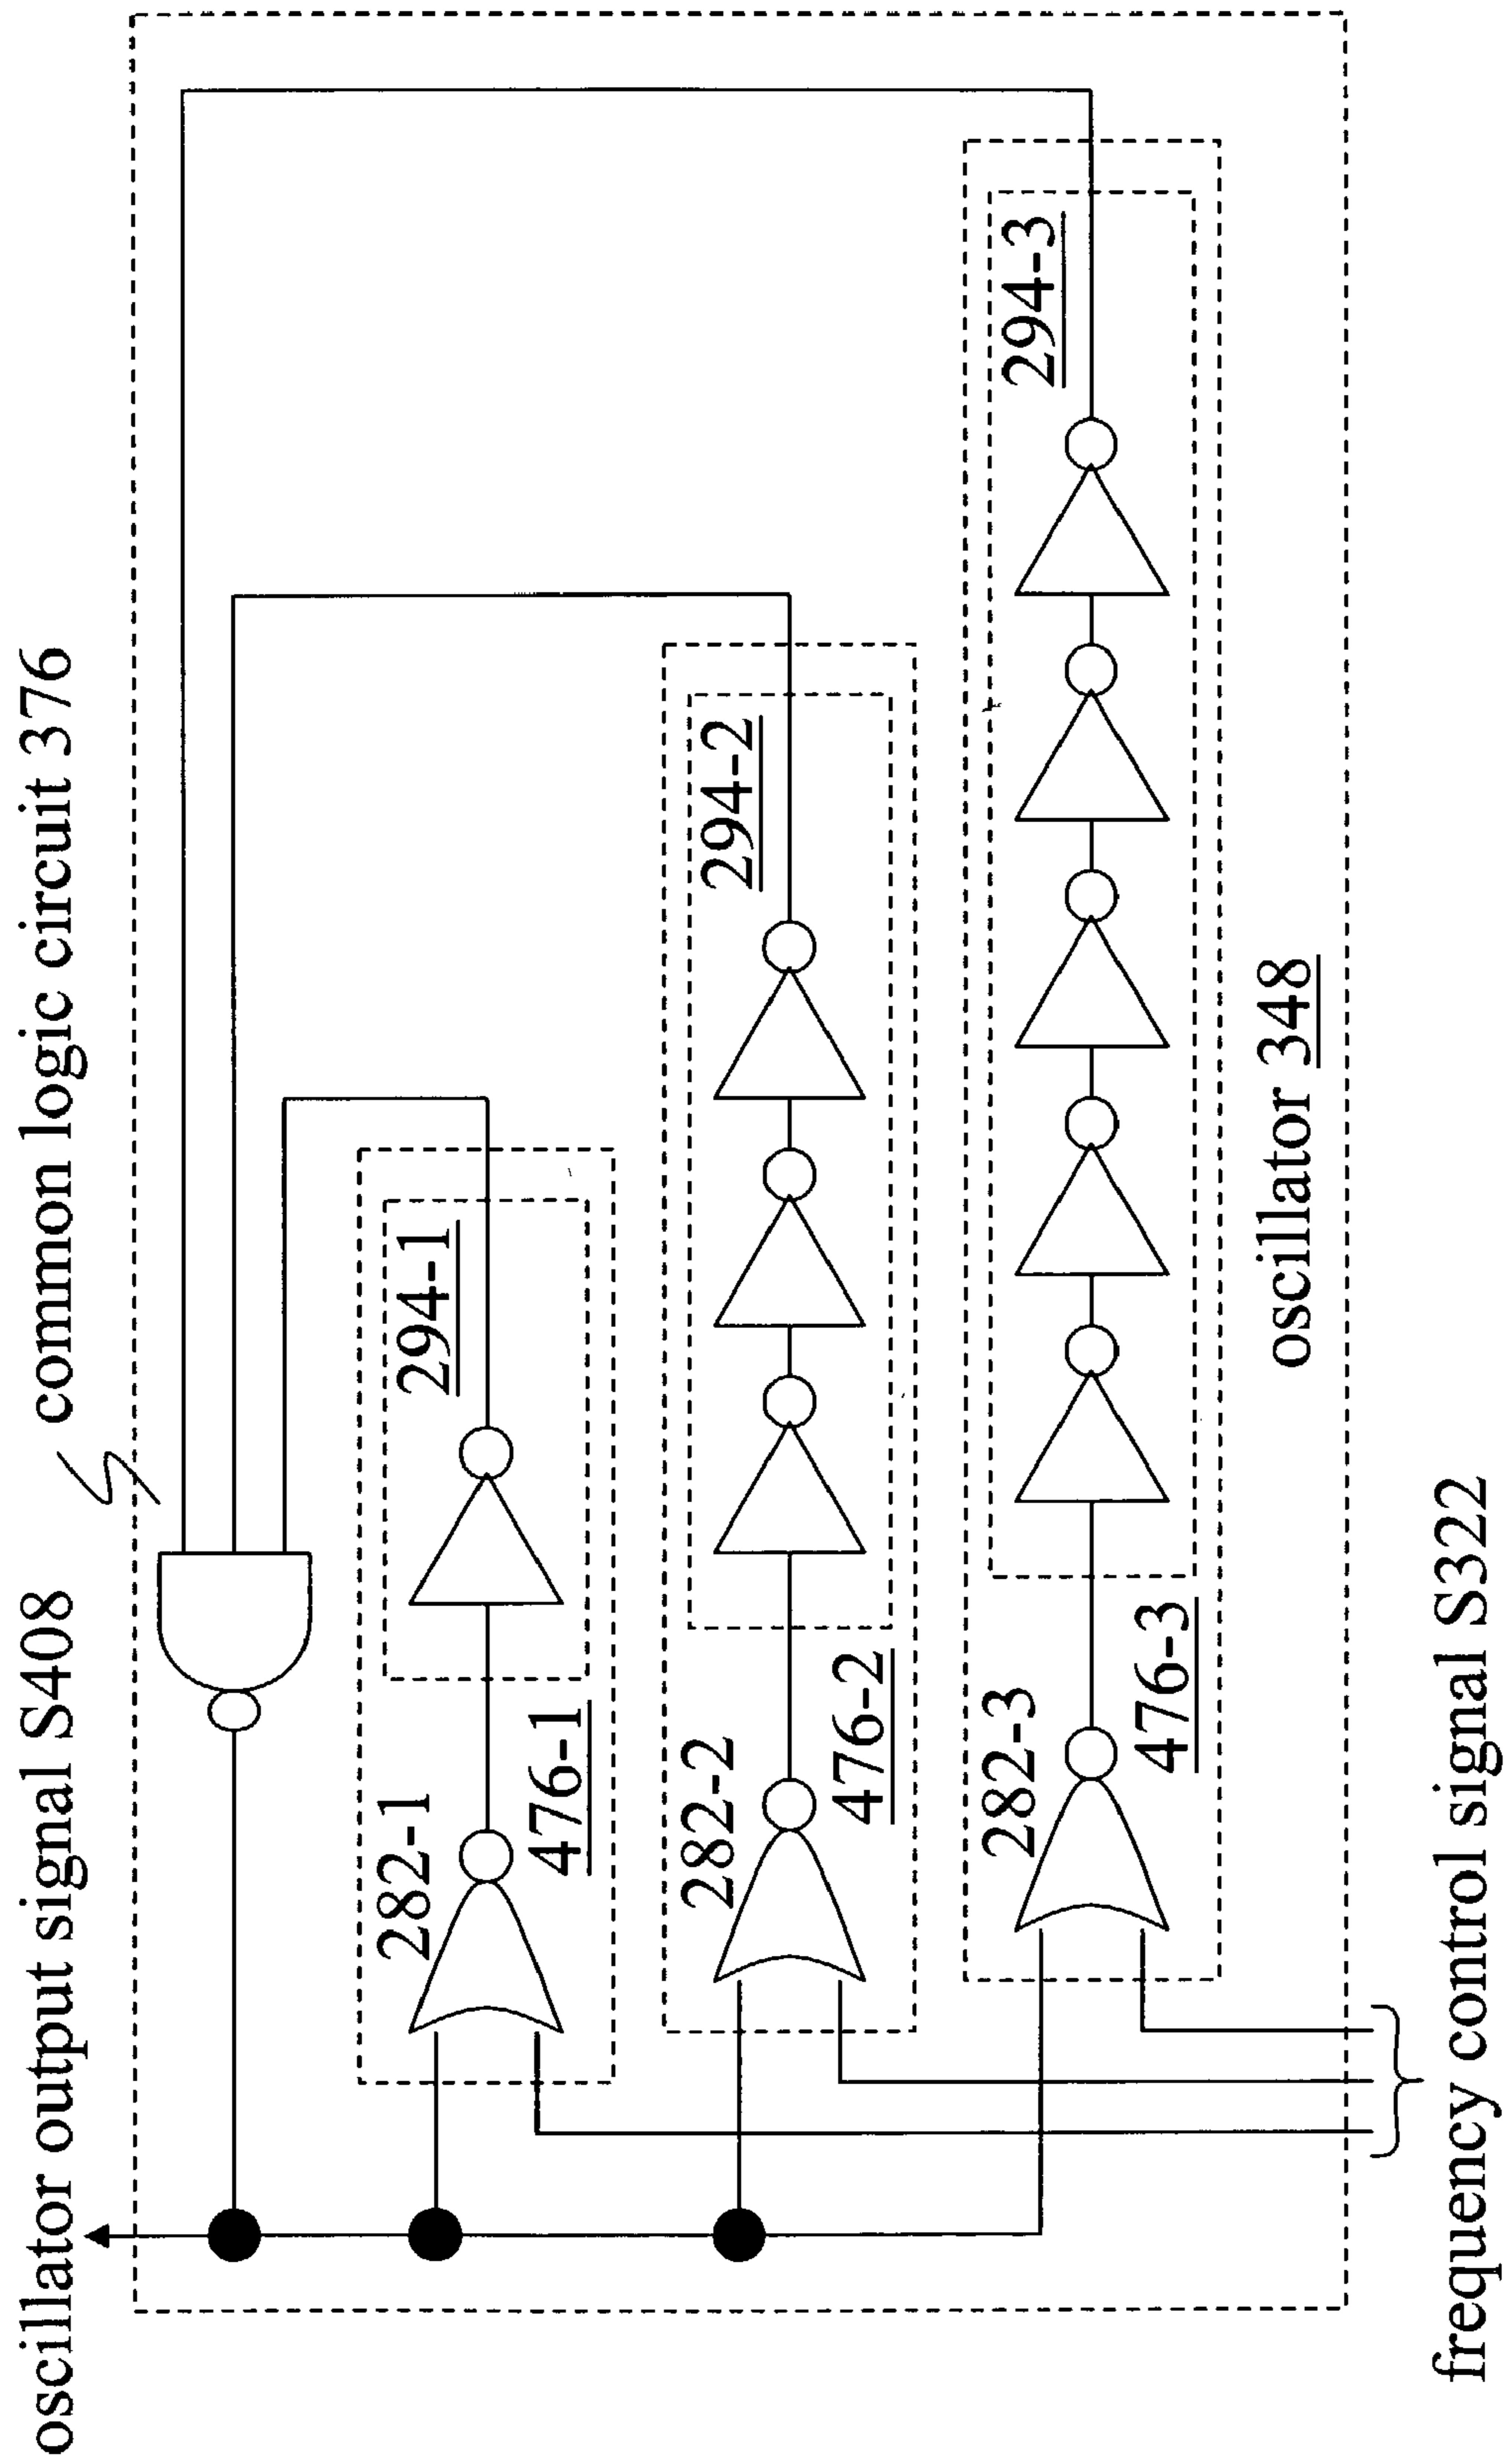 oscillator output signal S408
common logic circuit 376
282-1
294-1
476-1
282-2
294-2
476-2
282-3
294-3
476-3
oscillator 348
frequency control signal S322